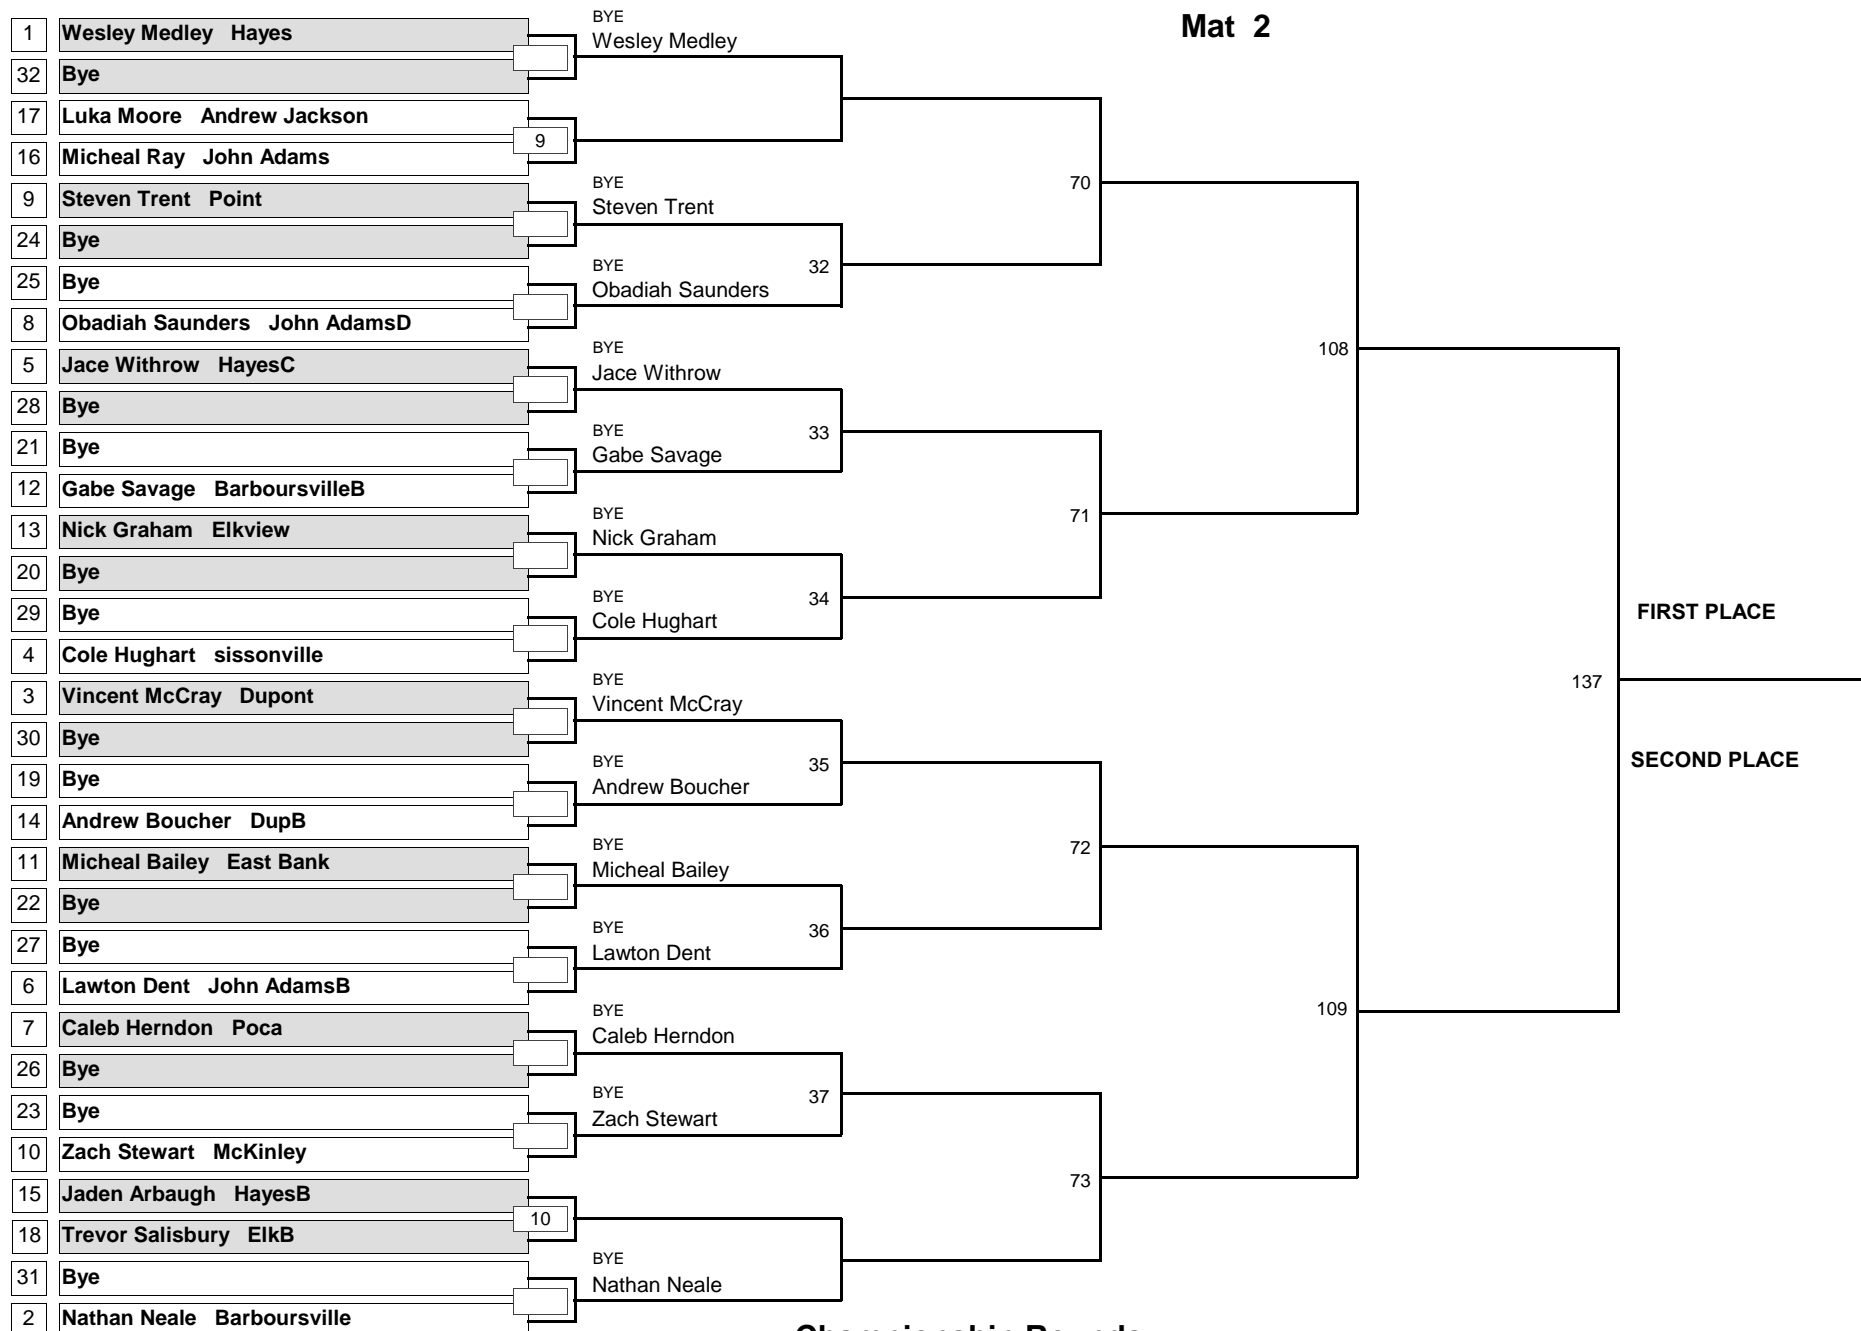 Mat 2
1 Wesley Medley Hayes
32 Bye
17 Luka Moore Andrew Jackson
16 Micheal Ray John Adams
9 Steven Trent Point
24 Bye
25 Bye
8 Obadiah Saunders John AdamsD
5 Jace Withrow HayesC
28 Bye
21 Bye
12 Gabe Savage BarboursvilleB
13 Nick Graham Elkview
20 Bye
29 Bye
4 Cole Hughart sissonville
3 Vincent McCray Dupont
30 Bye
19 Bye
14 Andrew Boucher DupB
11 Micheal Bailey East Bank
22 Bye
27 Bye
6 Lawton Dent John AdamsB
7 Caleb Herndon Poca
26 Bye
23 Bye
10 Zach Stewart McKinley
15 Jaden Arbaugh HayesB
18 Trevor Salisbury ElkB
31 Bye
2 Nathan Neale Barboursville
9
10
BYE
Wesley Medley
BYE
Steven Trent
BYE
Obadiah Saunders
BYE
Jace Withrow
BYE
Gabe Savage
BYE
Nick Graham
BYE
Cole Hughart
BYE
Vincent McCray
BYE
Andrew Boucher
BYE
Micheal Bailey
BYE
Lawton Dent
BYE
Caleb Herndon
BYE
Zach Stewart
BYE
Nathan Neale
32
33
34
35
36
37
70
71
72
73
108
109
137
FIRST PLACE
SECOND PLACE
Championship Rounds